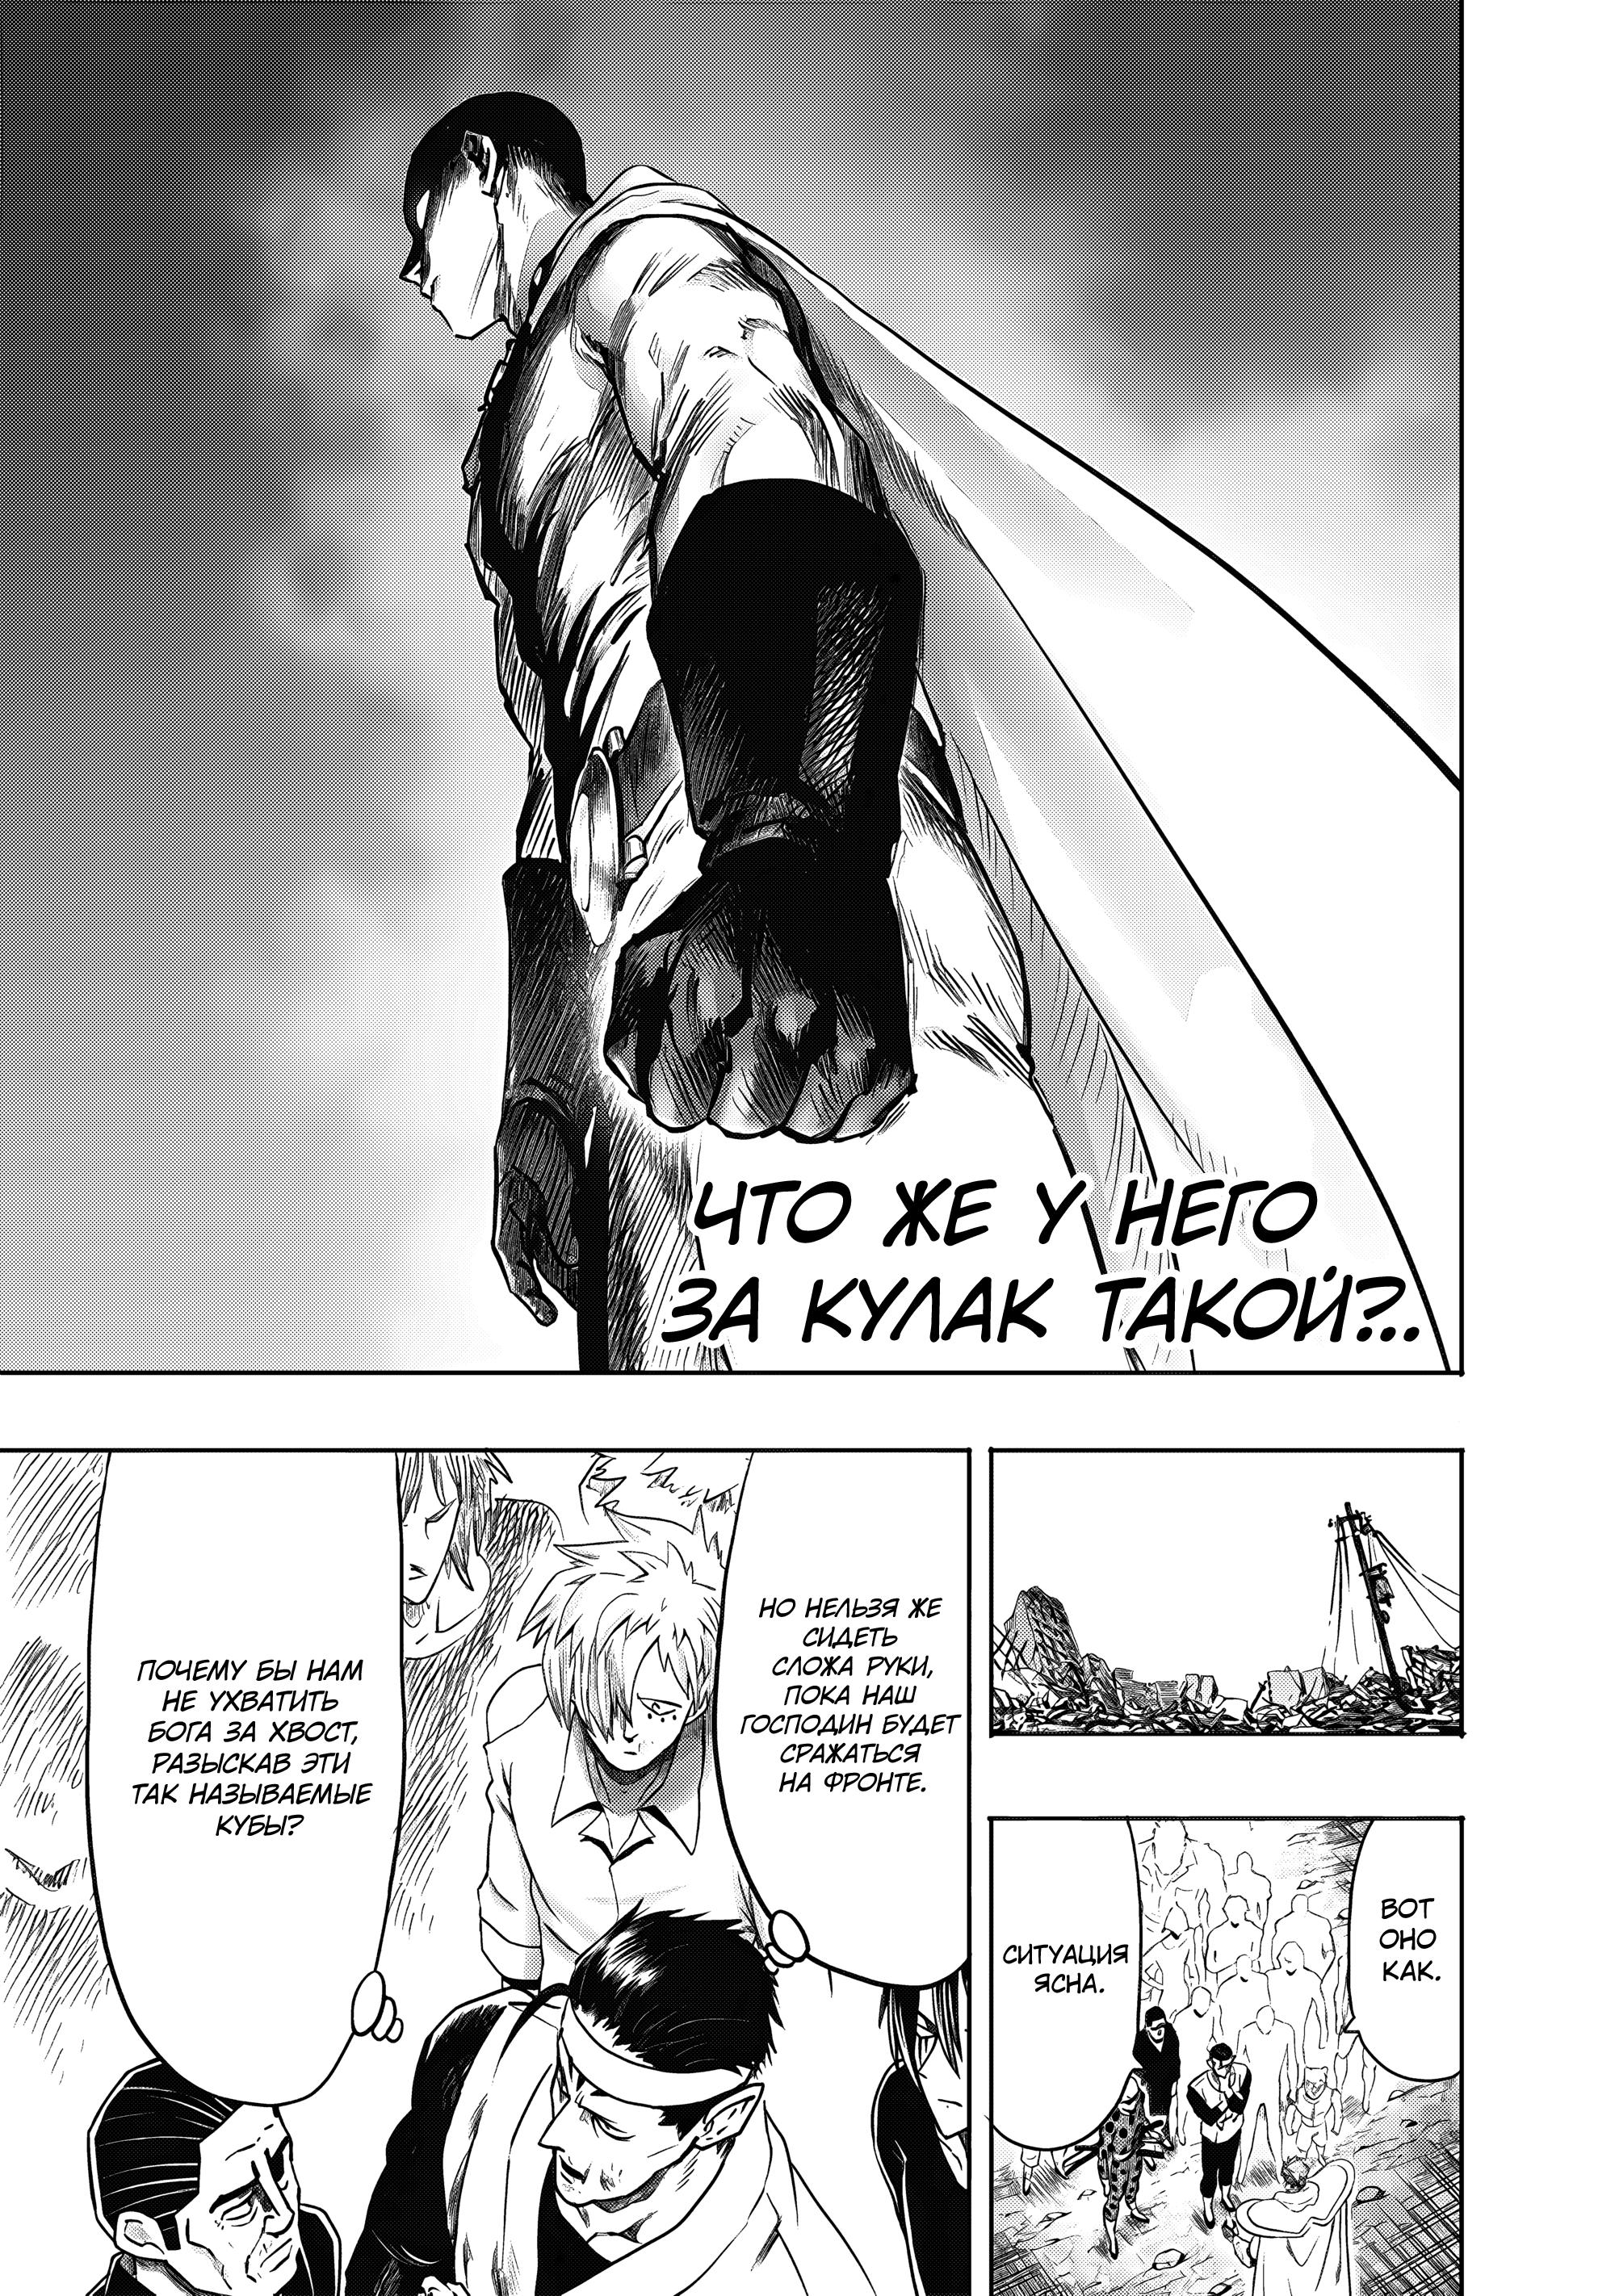 ЧТО ЖЕ У НЕГО
ЗА КУЛАК ТАКОЙ?..
ВОТ
ОНО
КАК.
СИТУАЦИЯ
ЯСНА.
НО НЕЛЬЗЯ ЖЕ
СИДЕТЬ
СЛОЖА РУКИ,
ПОКА НАШ
ГОСПОДИН БУДЕТ
СРАЖАТЬСЯ
НА ФРОНТЕ.
ПОЧЕМУ БЫ НАМ
НЕ УХВАТИТЬ
БОГА ЗА ХВОСТ,
РАЗЫСКАВ ЭТИ
ТАК НАЗЫВАЕМЫЕ
КУБЫ?